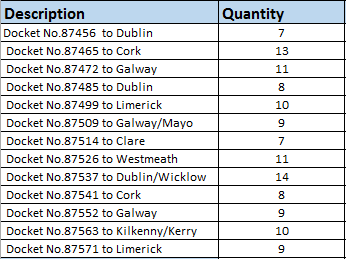 Description Quantity
Docket No.87456 to Dublin 7
Docket No.87465 to Cork 13
Docket No.87472 to Galway 11
Docket No.87485 to Dublin 8
Docket No.87499 to Limerick 10
Docket No.87509 to Galway/Mayo 9
Docket No.87514 to Clare 7
Docket No.87526 to Westmeath 11
Docket No.87537 to Dublin/Wicklow 14
Docket No.87541 to Cork 8
Docket No.87552 to Galway 9
Docket No.87563 to Kilkenny/Kerry 10
Docket No.87571 to Limerick 9